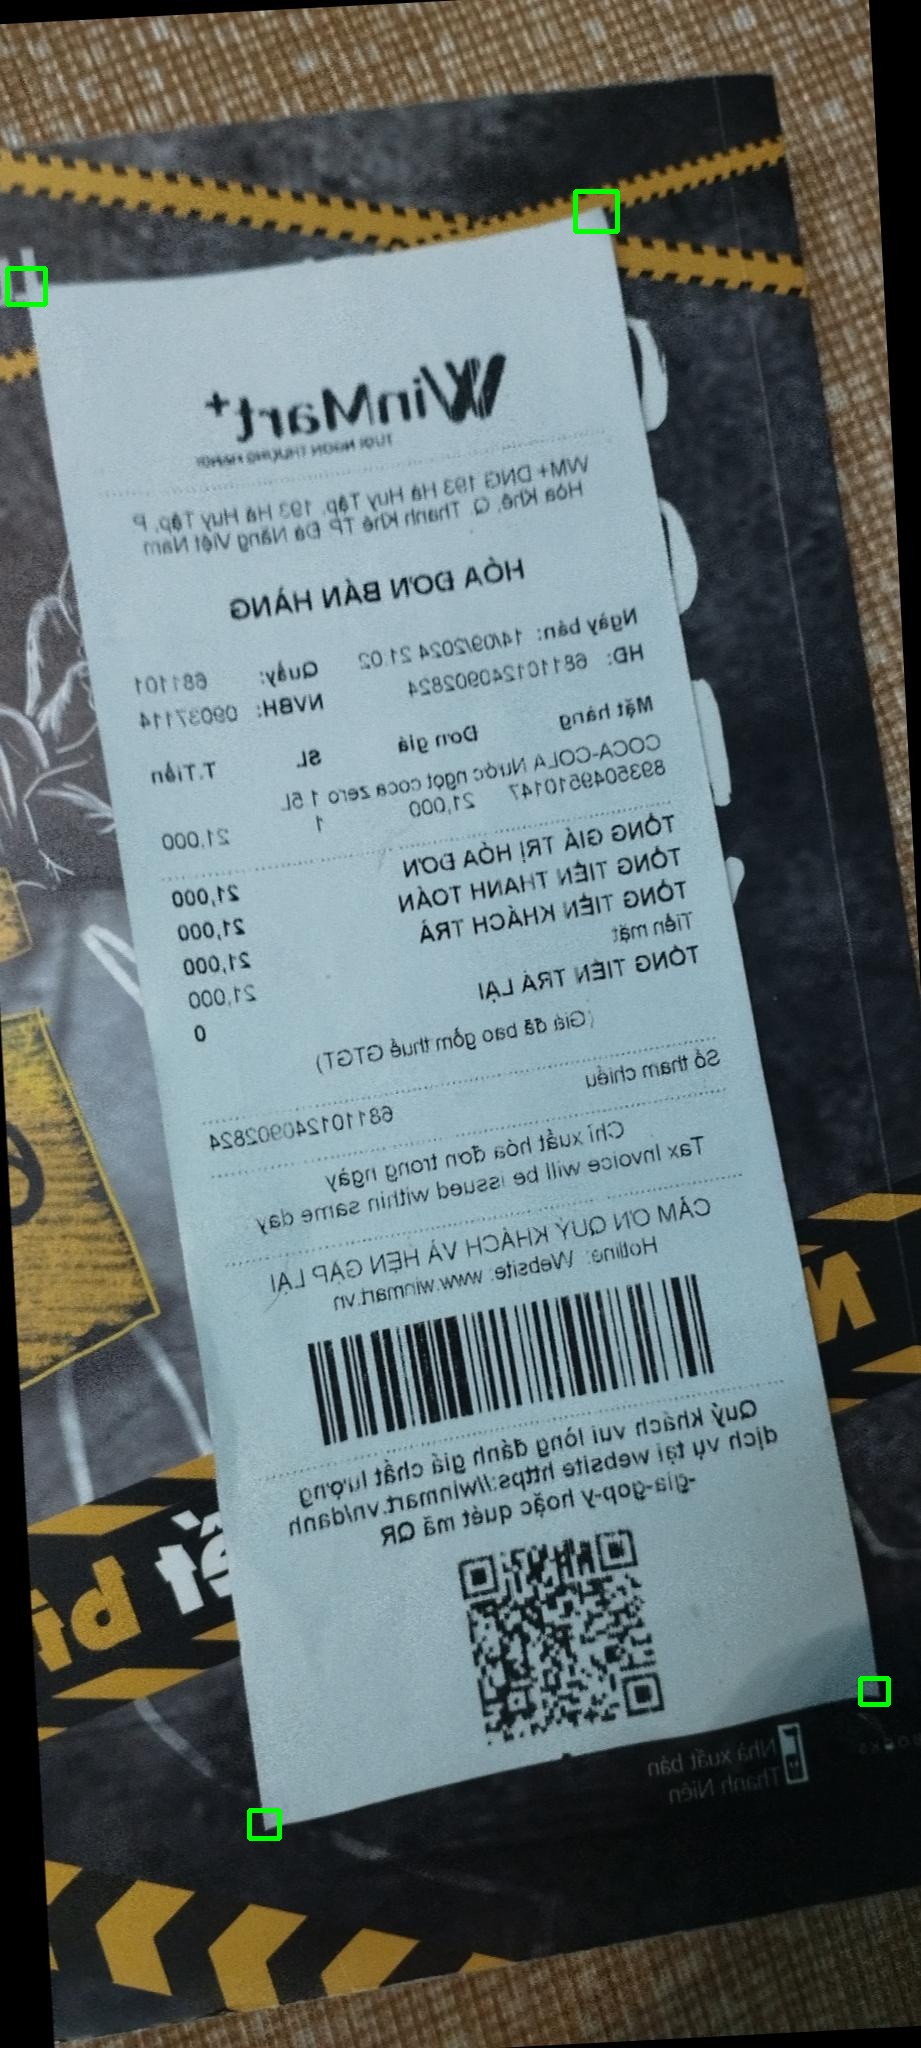 WinMart+
TUOI NGON THUONG HANG
WM+ DNG 193 Hà Huy Tập, 193 Hà Huy Tập, P.
Hòa Khê, Q. Thanh Khê TP. Đà Nẵng Việt Nam
HÓA ĐƠN BÁN HÀNG
Ngày bán: 14/09/2024 21:02 Quầy: 681101
HĐ: 681101240902824 NVBH: 09037114
Mặt hàng Đơn giá SL T.Tiền
COCA-COLA Nước ngọt coca zero 1.5L
8935049510147 21,000 1 21,000
TỔNG GIÁ TRỊ HÓA ĐƠN 21,000
TỔNG TIỀN THANH TOÁN 21,000
TỔNG TIỀN KHÁCH TRẢ 21,000
Tiền mặt 21,000
TỔNG TIỀN TRẢ LẠI 0
(Giá đã bao gồm thuế GTGT)
Số tham chiếu 681101240902824
Chỉ xuất hóa đơn trong ngày
Tax Invoice will be issued within same day
CẢM ƠN QUÝ KHÁCH VÀ HẸN GẶP LẠI
Hotline: Website: www.winmart.vn
Quý khách vui lòng đánh giá chất lượng
dịch vụ tại website https://winmart.vn/danh
-gia-gop-y hoặc quét mã QR
Nhà xuất bản
Thanh Niên